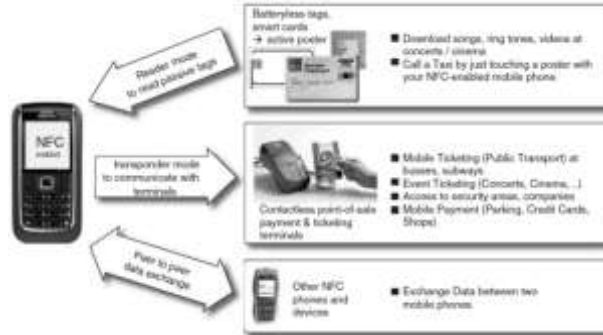 Batteryless tags,
smart cards
→ active poster
■ Download songs, ring tones, videos at
concerts / cinema
■ Call a Taxi by just touching a poster with
your NFC-enabled mobile phone
Reader mode
to read passive tags
NFC
enabled
transponder mode
to communicate with
terminals
Contactless point-of-sale
payment & ticketing
terminals
■ Mobile Ticketing (Public Transport) at
busses, subways
■ Event Ticketing (Concerts, Cinema, ..)
■ Access to security areas, companies
■ Mobile Payment (Parking, Credit Cards,
Shops)
Peer to peer
data exchange
Other NFC
phones and
devices
■ Exchange Data between two
mobile phones